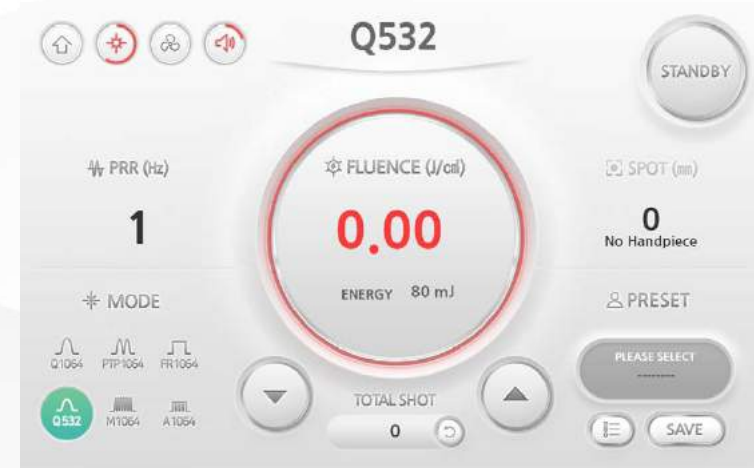 Q532
STANDBY
PRR (Hz)
1
FLUENCE (J/㎠)
0.00
ENERGY 80 mJ
SPOT (㎜)
0
No Handpiece
MODE
Q1064 PTP1064 FR1064
Q532 M1064 A1064
TOTAL SHOT
0
PRESET
PLEASE SELECT
--------
SAVE